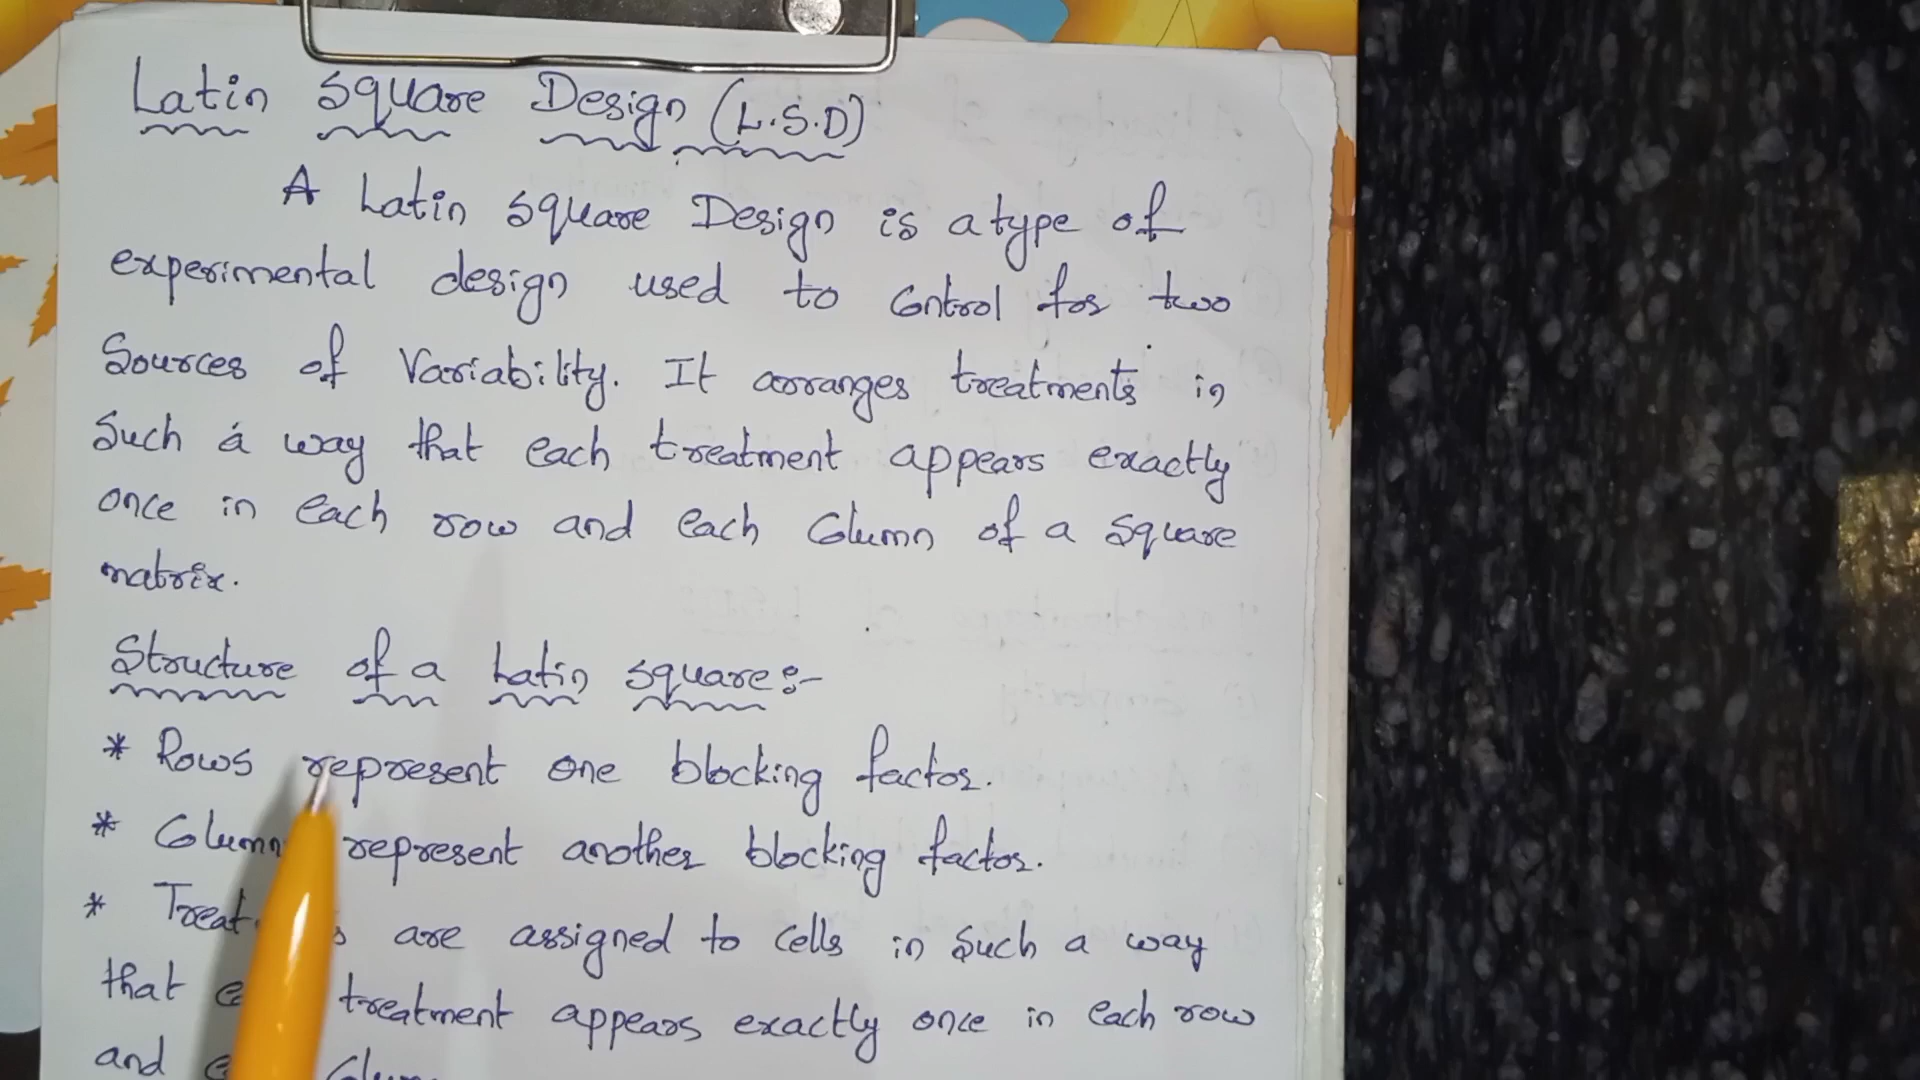 Latin Square Design (L.S.D)
A Latin Square Design is a type of
experimental design used to Control for two
Sources of Variability. It arranges treatments in
Such a way that each treatment appears exactly
once in each row and each Column of a Square
matrix.
Structure of a Latin square:-
* Rows represent one blocking factor.
* Column represent another blocking factor.
* are assigned to Cells in Such a way
that treatment appears exactly once in each row
and